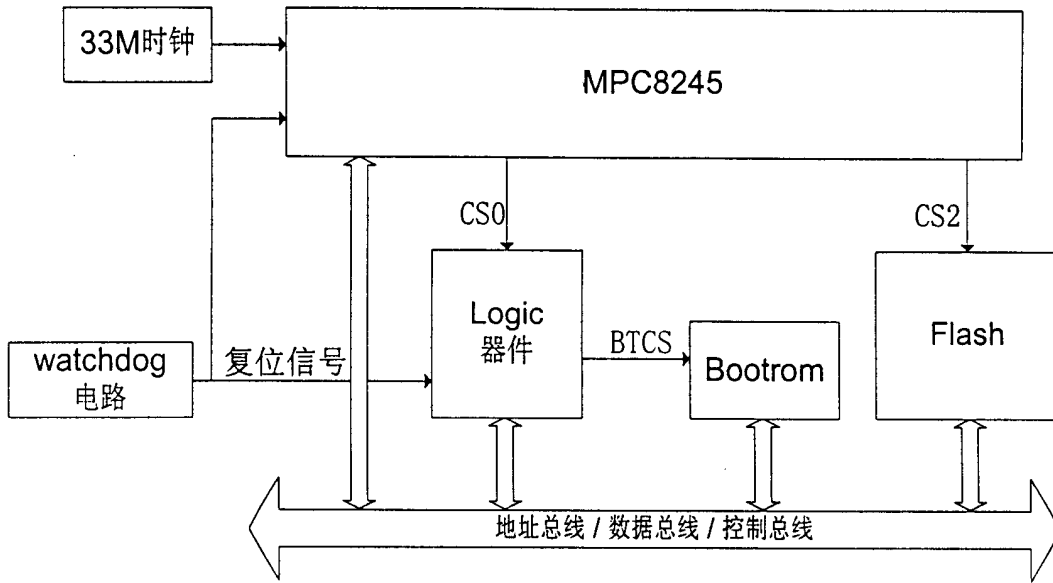 33M时钟
MPC8245
CS0
CS2
Logic
器件
Flash
BTCS
Bootrom
watchdog
电路
复位信号
地址总线 / 数据总线 / 控制总线